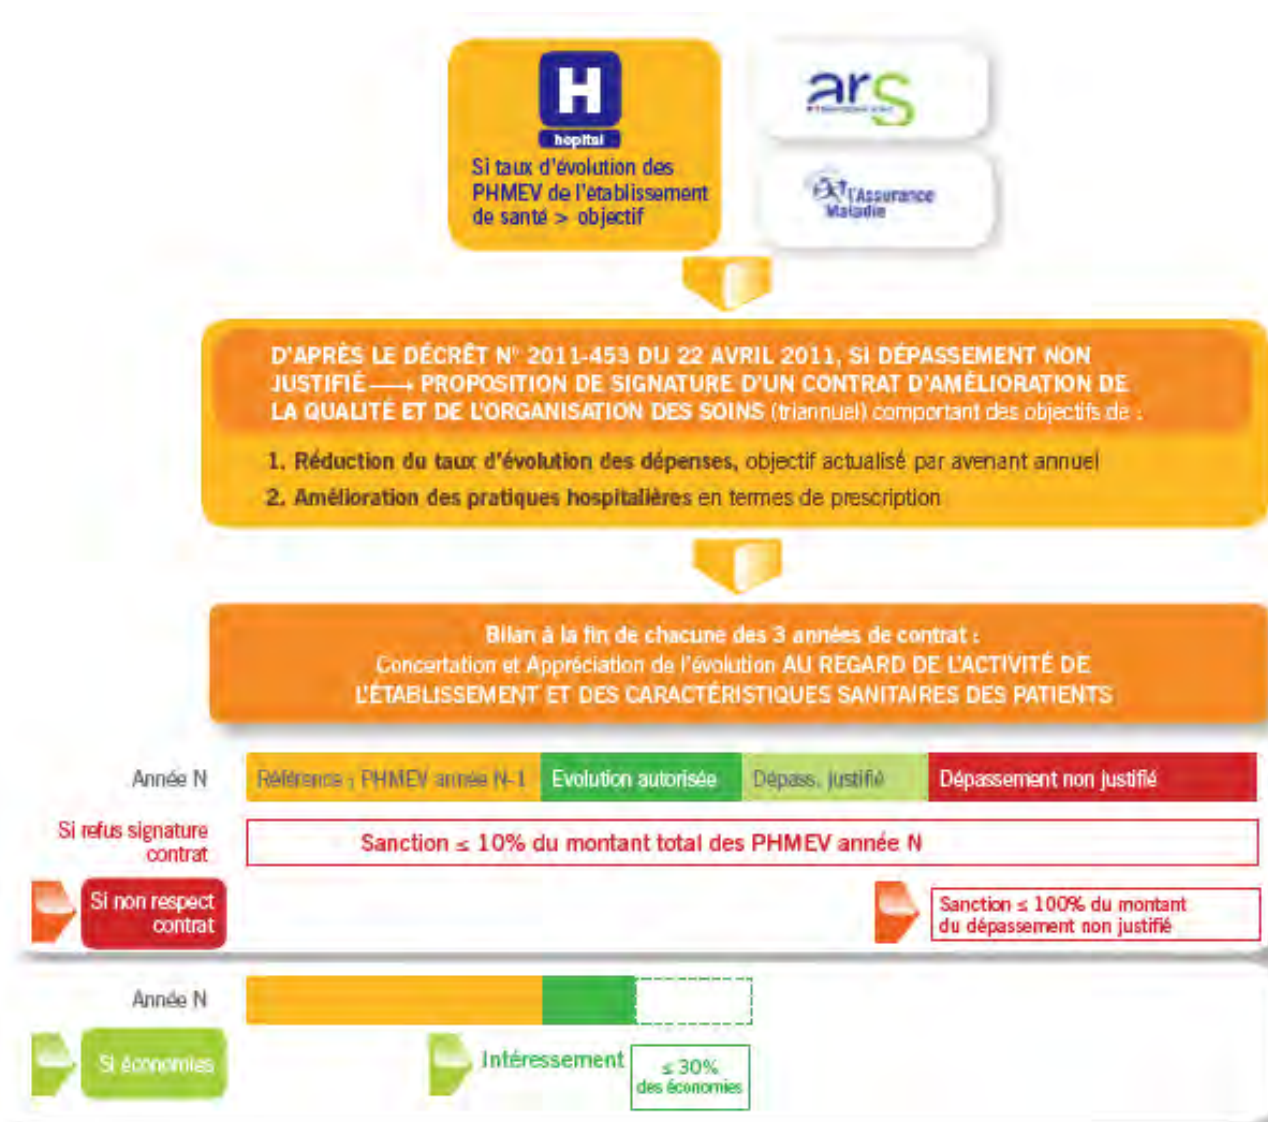 H
hopital
Si taux d'évolution des
PHMEV de l'établissement
de santé > objectif
ars
l'Assurance
Maladie
D'APRÈS LE DÉCRÊT N° 2011-453 DU 22 AVRIL 2011, SI DÉPASSEMENT NON
JUSTIFIÉ → PROPOSITION DE SIGNATURE D'UN CONTRAT D'AMÉLIORATION DE
LA QUALITÉ ET DE L'ORGANISATION DES SOINS (triannuel) comportant des objectifs de :
1. Réduction du taux d'évolution des dépenses, objectif actualisé par avenant annuel
2. Amélioration des pratiques hospitalières en termes de prescription
Bilan à la fin de chacune des 3 années de contrat :
Concertation et Appréciation de l'évolution AU REGARD DE L'ACTIVITÉ DE
L'ÉTABLISSEMENT ET DES CARACTÉRISTIQUES SANITAIRES DES PATIENTS
Année N
Référence : PHMEV année N-1
Evolution autorisée
Dépass. justifié
Dépassement non justifié
Si refus signature
contrat
Sanction ≤ 10% du montant total des PHMEV année N
Si non respect
contrat
Sanction ≤ 100% du montant
du dépassement non justifié
Année N
Si économies
Intéressement
≤ 30%
des économies